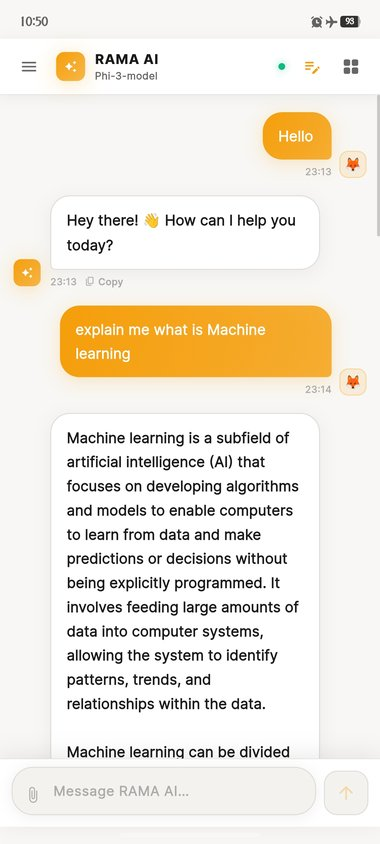 10:50
93
RAMA AI
Phi-3-model
Hello
23:13
Hey there! 👋 How can I help you
today?
23:13 Copy
explain me what is Machine
learning
23:14
Machine learning is a subfield of
artificial intelligence (AI) that
focuses on developing algorithms
and models to enable computers
to learn from data and make
predictions or decisions without
being explicitly programmed. It
involves feeding large amounts of
data into computer systems,
allowing the system to identify
patterns, trends, and
relationships within the data.
Machine learning can be divided
Message RAMA AI...